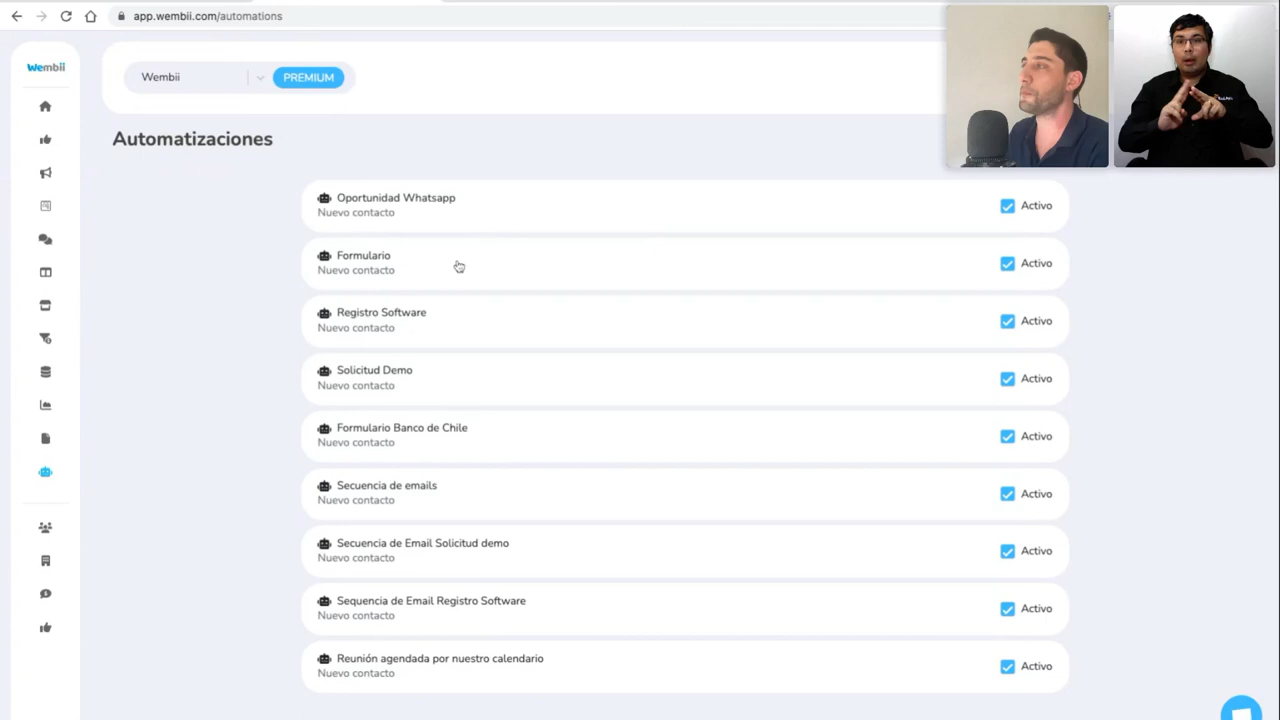 app.wembii.com/automations
Wembii
Wembii
PREMIUM
Automatizaciones
Oportunidad Whatsapp
Nuevo contacto
Activo
Formulario
Nuevo contacto
Activo
Registro Software
Nuevo contacto
Activo
Solicitud Demo
Nuevo contacto
Activo
Formulario Banco de Chile
Nuevo contacto
Activo
Secuencia de emails
Nuevo contacto
Activo
Secuencia de Email Solicitud demo
Nuevo contacto
Activo
Sequencia de Email Registro Software
Nuevo contacto
Activo
Reunión agendada por nuestro calendario
Nuevo contacto
Activo